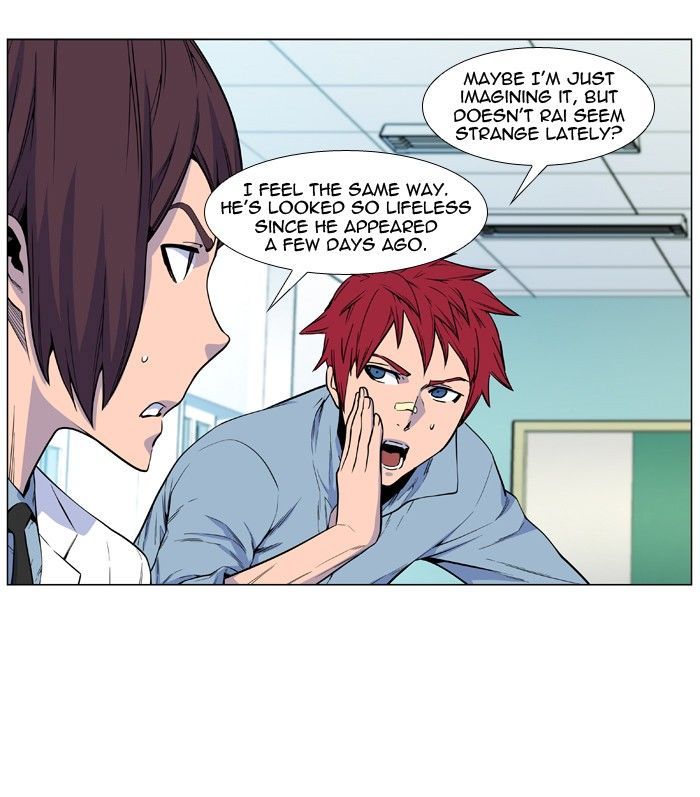 MAYBE I'M JUST
IMAGINING IT, BUT
DOESN'T RAI SEEM
STRANGE LATELY?
I FEEL THE SAME WAY.
HE'S LOOKED SO LIFELESS
SINCE HE APPEARED
A FEW DAYS AGO.